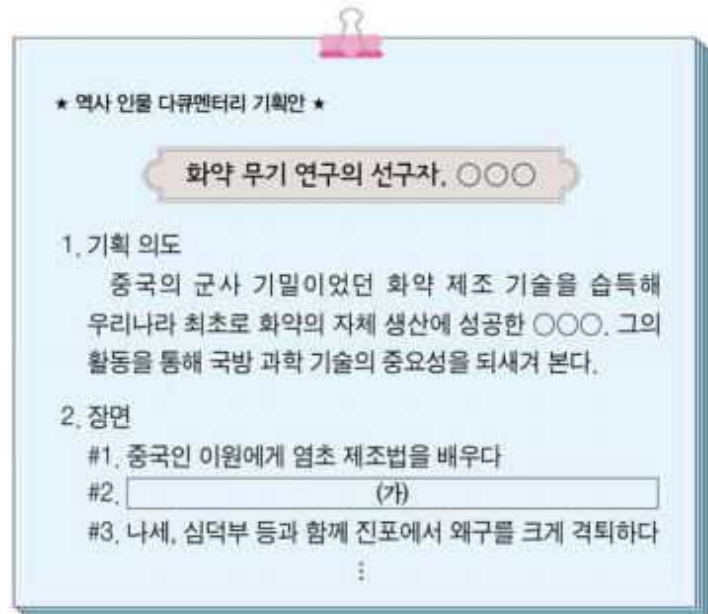 ★ 역사 인물 다큐멘터리 기획안 ★
화약 무기 연구의 선구자, ○○○
1. 기획 의도
중국의 군사 기밀이었던 화약 제조 기술을 습득해
우리나라 최초로 화약의 자체 생산에 성공한 ○○○. 그의
활동을 통해 국방 과학 기술의 중요성을 되새겨 본다.
2. 장면
#1. 중국인 이원에게 염초 제조법을 배우다
#2. (가)
#3. 나세, 심덕부 등과 함께 진포에서 왜구를 크게 격퇴하다
⋮